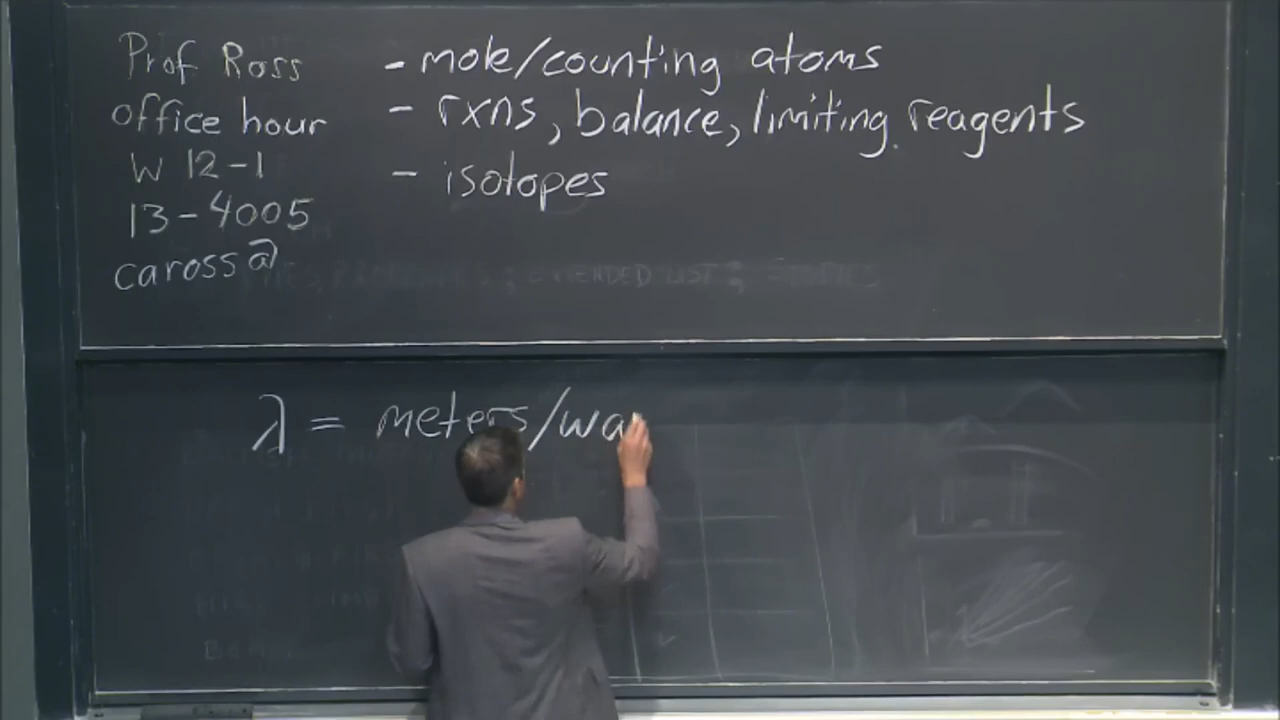 Prof Ross
office hour
W 12-1
13-4005
caross@
- mole/counting atoms
- rxns, balance, limiting reagents
- isotopes
λ = meters/wa